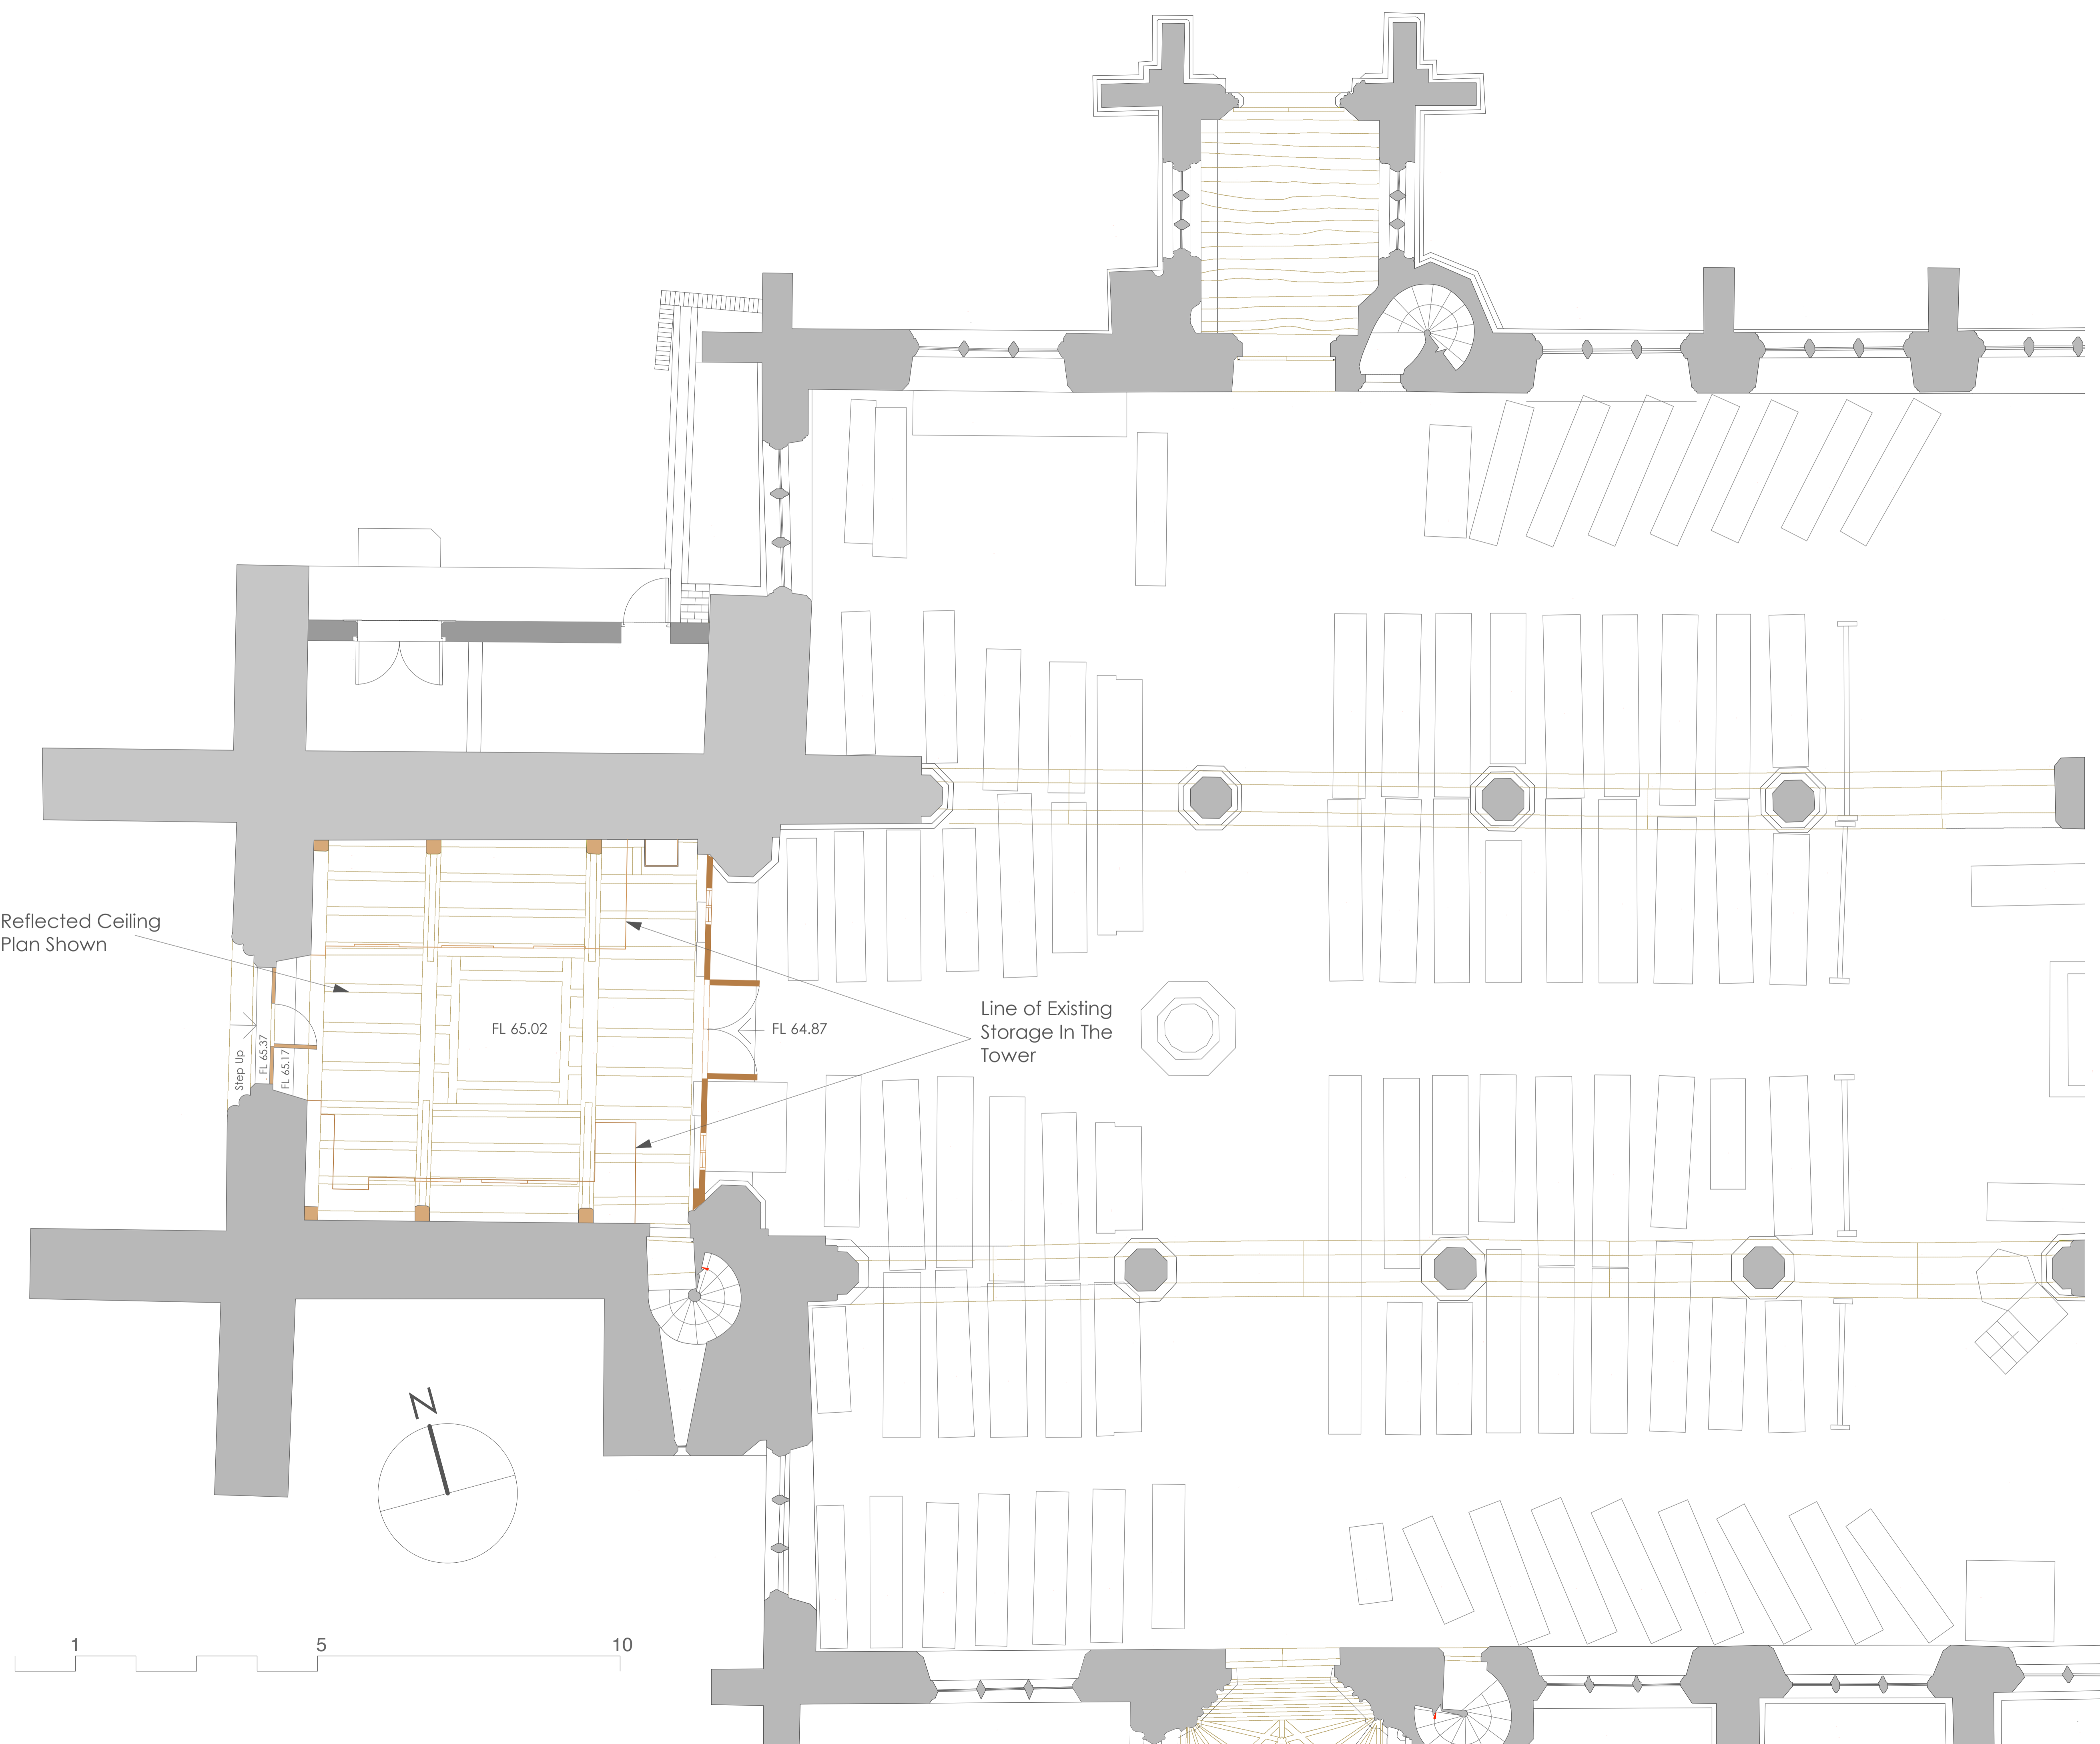 Reflected Ceiling
Plan Shown
FL 65.02
FL 64.87
Line of Existing
Storage In The
Tower
Step Up
FL 65.37
FL 65.17
N
1 5 10